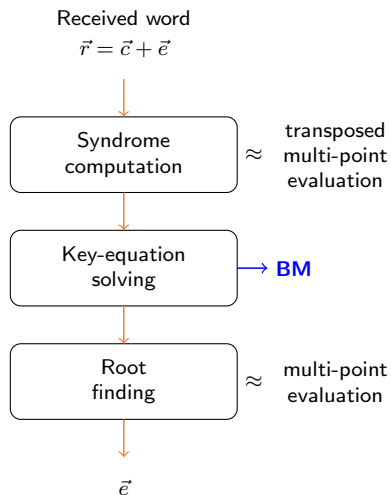 Received word
r⃗ = c⃗ + e⃗
Syndrome
computation
≈
transposed
multi-point
evaluation
Key-equation
solving
BM
Root
finding
≈
multi-point
evaluation
e⃗